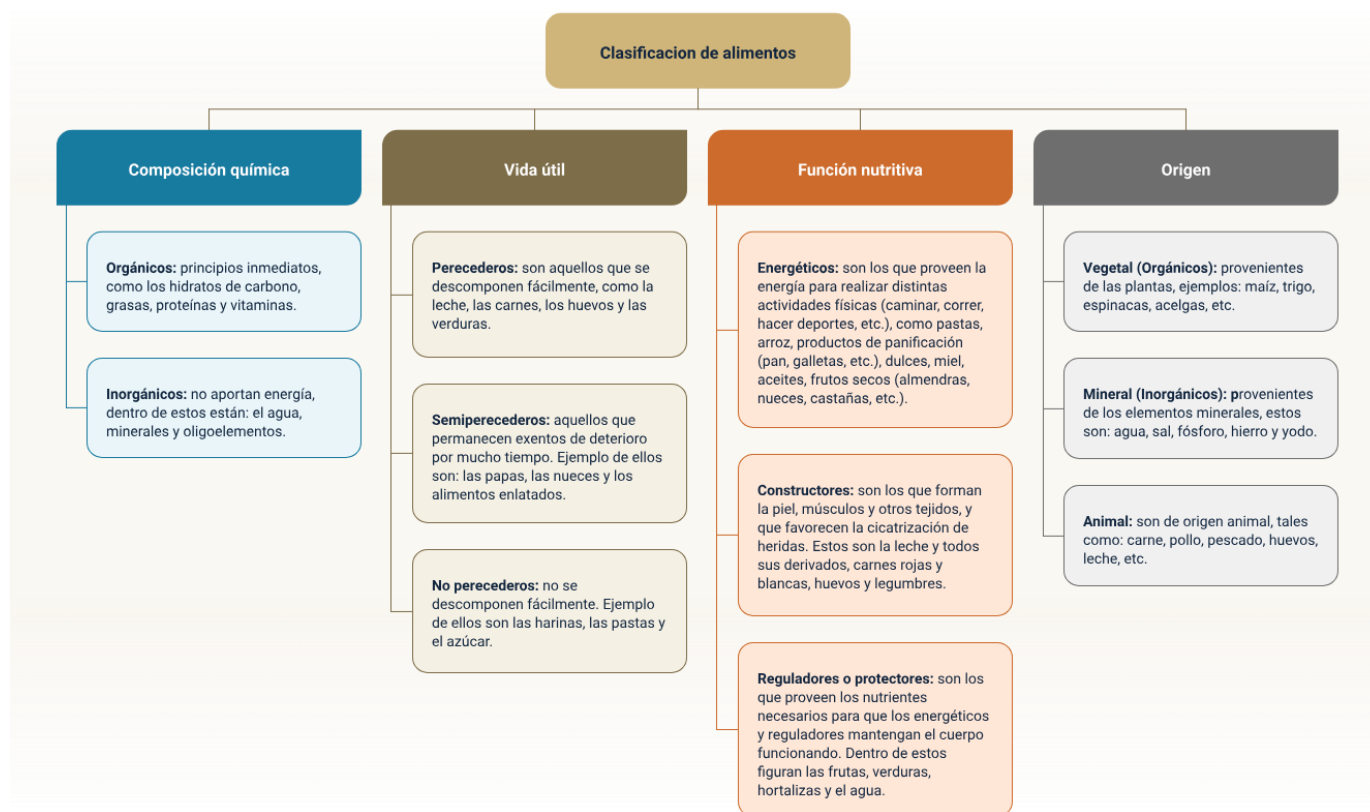 Clasificacion de alimentos
Composición química
Orgánicos: principios inmediatos,
como los hidratos de carbono,
grasas, proteínas y vitaminas.
Inorgánicos: no aportan energía,
dentro de estos están: el agua,
minerales y oligoelementos.
Vida útil
Perecederos: son aquellos que se
descomponen fácilmente, como la
leche, las carnes, los huevos y las
verduras.
Semiperecederos: aquellos que
permanecen exentos de deterioro
por mucho tiempo. Ejemplo de ellos
son: las papas, las nueces y los
alimentos enlatados.
No perecederos: no se
descomponen fácilmente. Ejemplo
de ellos son las harinas, las pastas y
el azúcar.
Función nutritiva
Energéticos: son los que proveen la
energía para realizar distintas
actividades físicas (caminar, correr,
hacer deportes, etc.), como pastas,
arroz, productos de panificación
(pan, galletas, etc.), dulces, miel,
aceites, frutos secos (almendras,
nueces, castañas, etc.).
Constructores: son los que forman
la piel, músculos y otros tejidos, y
que favorecen la cicatrización de
heridas. Estos son la leche y todos
sus derivados, carnes rojas y
blancas, huevos y legumbres.
Reguladores o protectores: son los
que proveen los nutrientes
necesarios para que los energéticos
y reguladores mantengan el cuerpo
funcionando. Dentro de estos
figuran las frutas, verduras,
hortalizas y el agua.
Origen
Vegetal (Orgánicos): provenientes
de las plantas, ejemplos: maíz, trigo,
espinacas, acelgas, etc.
Mineral (Inorgánicos): provenientes
de los elementos minerales, estos
son: agua, sal, fósforo, hierro y yodo.
Animal: son de origen animal, tales
como: carne, pollo, pescado, huevos,
leche, etc.